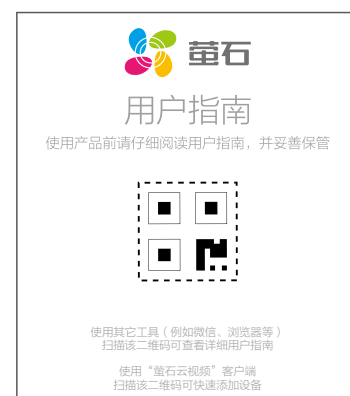 萤石
用户指南
使用产品前请仔细阅读用户指南，并妥善保管
使用其它工具（例如微信、浏览器等）
扫描该二维码可查看详细用户指南
使用“萤石云视频”客户端
扫描该二维码可快速添加设备